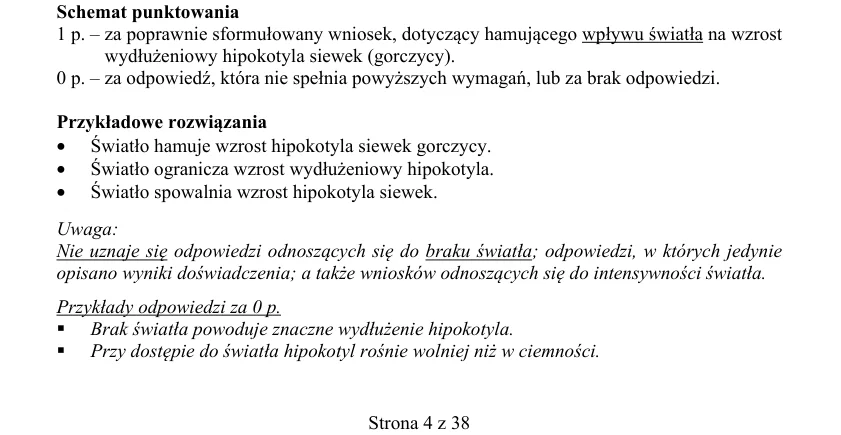 Schemat punktowania
1 p. – za poprawnie sformułowany wniosek, dotyczący hamującego wpływu światła na wzrost
wydłużeniowy hipokotyla siewek (gorczycy).
0 p. – za odpowiedź, która nie spełnia powyższych wymagań, lub za brak odpowiedzi.
Przykładowe rozwiązania
• Światło hamuje wzrost hipokotyla siewek gorczycy.
• Światło ogranicza wzrost wydłużeniowy hipokotyla.
• Światło spowalnia wzrost hipokotyla siewek.
Uwaga:
Nie uznaje się odpowiedzi odnoszących się do braku światła; odpowiedzi, w których jedynie
opisano wyniki doświadczenia; a także wniosków odnoszących się do intensywności światła.
Przykłady odpowiedzi za 0 p.
▪ Brak światła powoduje znaczne wydłużenie hipokotyla.
▪ Przy dostępie do światła hipokotyl rośnie wolniej niż w ciemności.
Strona 4 z 38